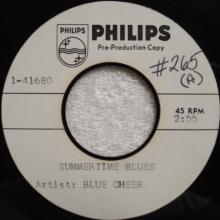 PHILIPS
PHILIPS
Pre-Production Copy
1-41680
#265
(A)
45 RPM
2:55
SUMMERTIME BLUES
Artist: BLUE CHEER